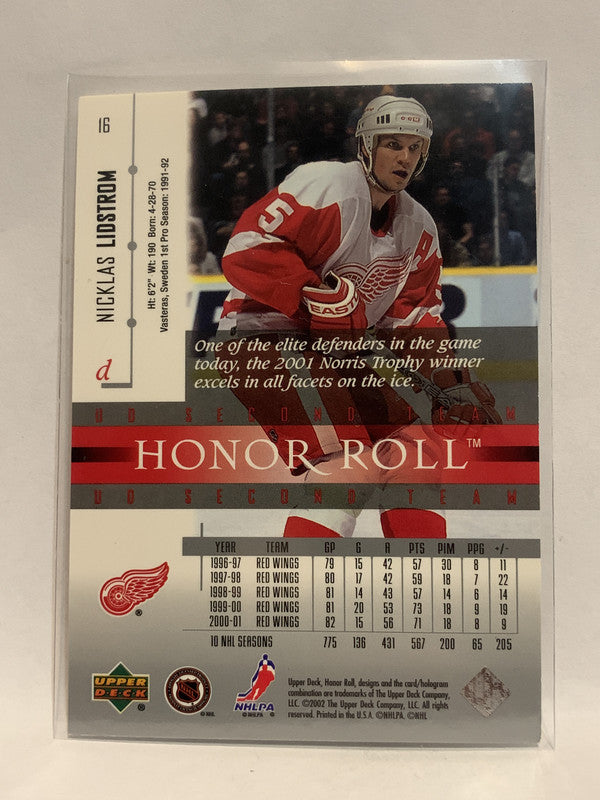 16
NICKLAS LIDSTROM
Ht: 6'2" Wt: 190 Born: 4-28-70
Vasteras, Sweden 1st Pro Season: 1991-92
d
5
A
5
EASTON
One of the elite defenders in the game
today, the 2001 Norris Trophy winner
excels in all facets on the ice.
UD SECOND TEAM
HONOR ROLL™
UD SECOND TEAM
YEAR TEAM GP G A PTS PIM PPG +/-
1996-97 RED WINGS 79 15 42 57 30 8 11
1997-98 RED WINGS 80 17 42 59 18 7 22
1998-99 RED WINGS 81 14 43 57 14 6 14
1999-00 RED WINGS 81 20 53 73 18 9 19
2000-01 RED WINGS 82 15 56 71 18 8 9
10 NHL SEASONS 775 136 431 567 200 65 205
UPPER
DECK
®
NHL
©NHL
NHLPA
©NHLPA
Upper Deck, Honor Roll, designs and the card/hologram
combination are trademarks of The Upper Deck Company,
LLC. ©2002 The Upper Deck Company, LLC. All rights
reserved. Printed in the U.S.A. ©NHLPA. ©NHL